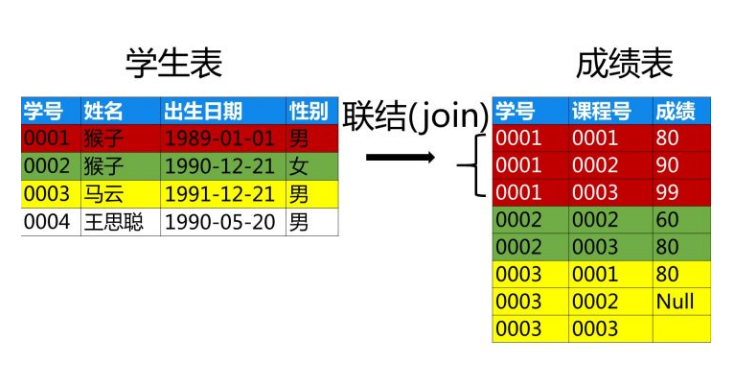 学生表
学号 姓名 出生日期 性别
0001 猴子 1989-01-01 男
0002 猴子 1990-12-21 女
0003 马云 1991-12-21 男
0004 王思聪 1990-05-20 男
联结(join)
成绩表
学号 课程号 成绩
0001 0001 80
0001 0002 90
0001 0003 99
0002 0002 60
0002 0003 80
0003 0001 80
0003 0002 Null
0003 0003